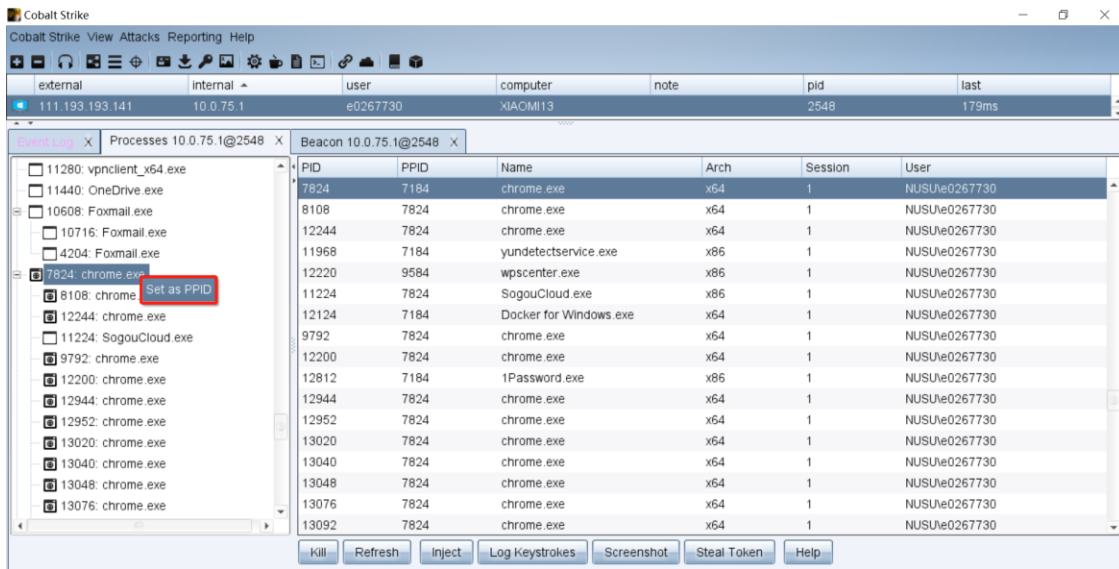 Cobalt Strike
Cobalt Strike View Attacks Reporting Help
external internal user computer note pid last
111.193.193.141 10.0.75.1 e0267730 XIAOMI13 2548 179ms
Event Log X Processes 10.0.75.1@2548 X Beacon 10.0.75.1@2548 X
11280: vpnclient_x64.exe
11440: OneDrive.exe
10608: Foxmail.exe
10716: Foxmail.exe
4204: Foxmail.exe
7824: chrome.exe
Set as PPID
8108: chrome.
12244: chrome.exe
11224: SogouCloud.exe
9792: chrome.exe
12200: chrome.exe
12944: chrome.exe
12952: chrome.exe
13020: chrome.exe
13040: chrome.exe
13048: chrome.exe
13076: chrome.exe
PID PPID Name Arch Session User
7824 7184 chrome.exe x64 1 NUSU\e0267730
8108 7824 chrome.exe x64 1 NUSU\e0267730
12244 7824 chrome.exe x64 1 NUSU\e0267730
11968 7184 yundetectservice.exe x86 1 NUSU\e0267730
12220 9584 wpscenter.exe x86 1 NUSU\e0267730
11224 7824 SogouCloud.exe x86 1 NUSU\e0267730
12124 7184 Docker for Windows.exe x64 1 NUSU\e0267730
9792 7824 chrome.exe x64 1 NUSU\e0267730
12200 7824 chrome.exe x64 1 NUSU\e0267730
12812 7184 1Password.exe x86 1 NUSU\e0267730
12944 7824 chrome.exe x64 1 NUSU\e0267730
12952 7824 chrome.exe x64 1 NUSU\e0267730
13020 7824 chrome.exe x64 1 NUSU\e0267730
13040 7824 chrome.exe x64 1 NUSU\e0267730
13048 7824 chrome.exe x64 1 NUSU\e0267730
13076 7824 chrome.exe x64 1 NUSU\e0267730
13092 7824 chrome.exe x64 1 NUSU\e0267730
Kill Refresh Inject Log Keystrokes Screenshot Steal Token Help